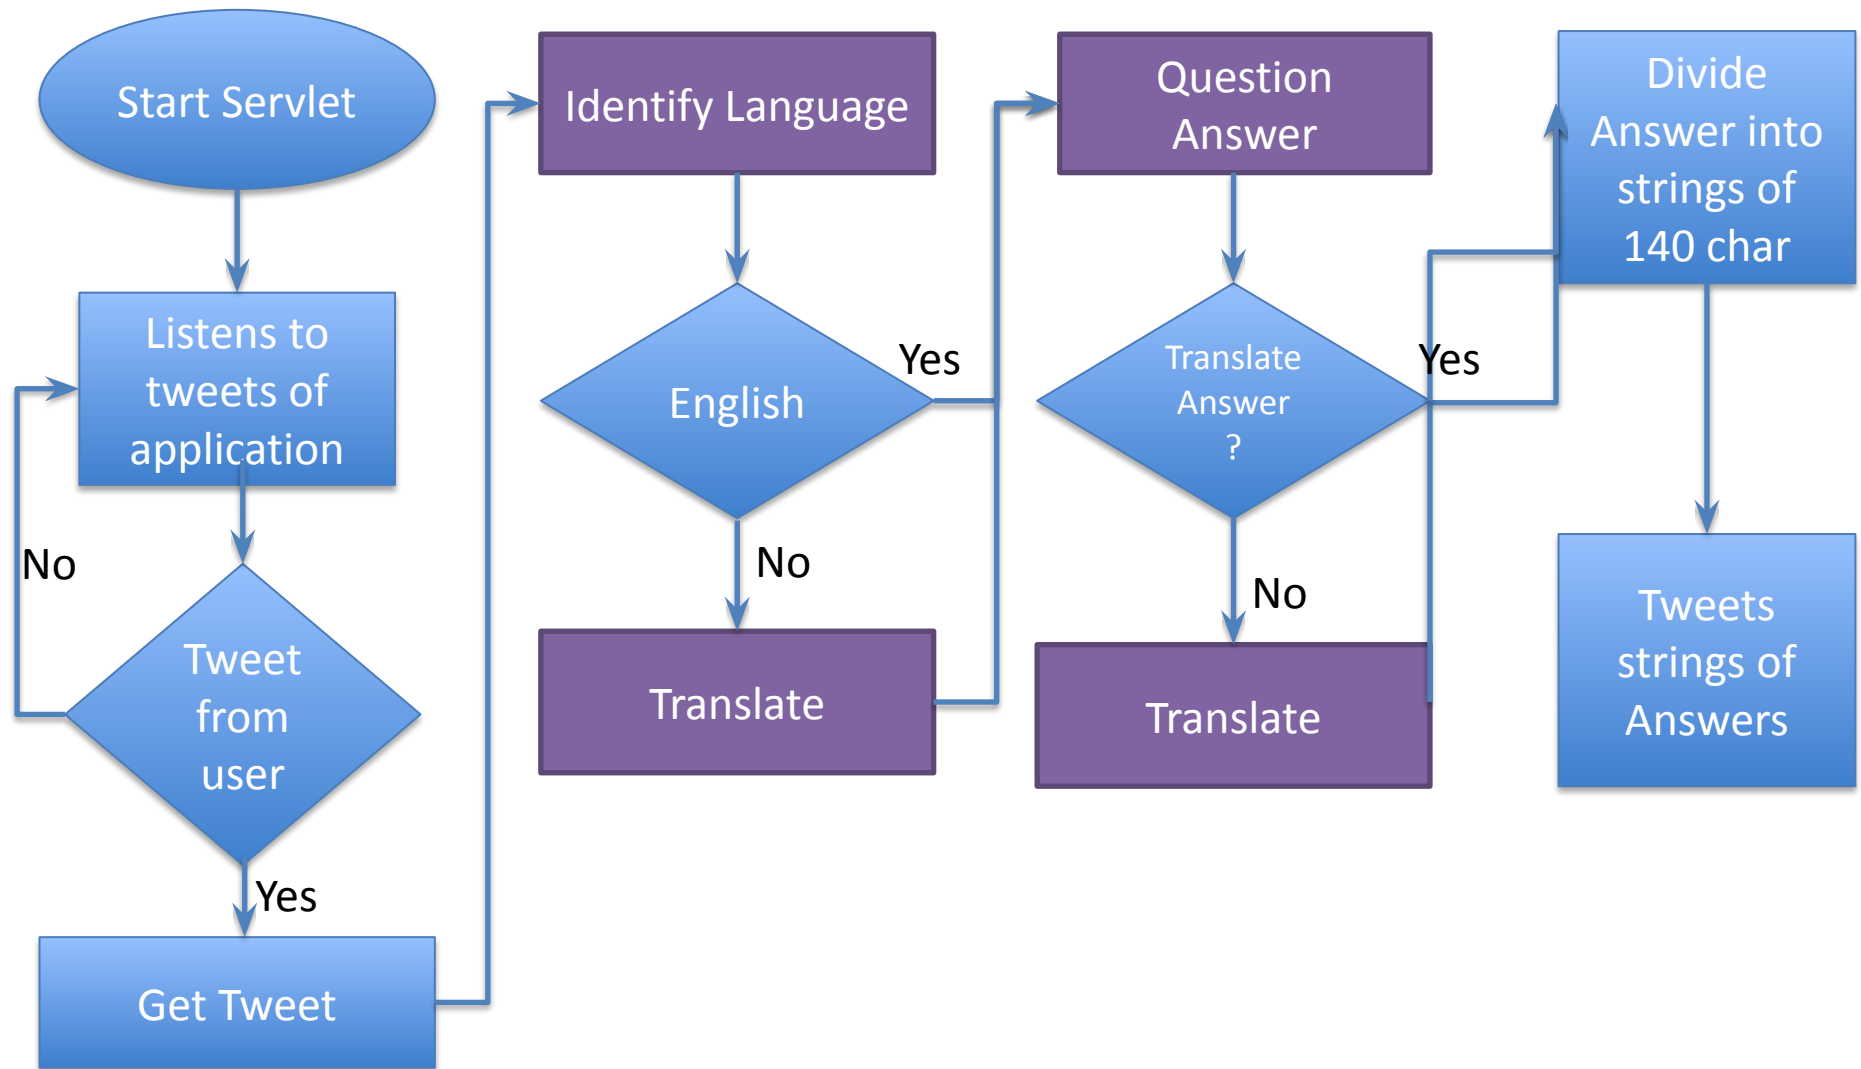 Start Servlet
Listens to
tweets of
application
No
Tweet
from
user
Yes
Get Tweet
Identify Language
English
Yes
No
Translate
Question
Answer
Translate
Answer
?
Yes
No
Translate
Divide
Answer into
strings of
140 char
Tweets
strings of
Answers